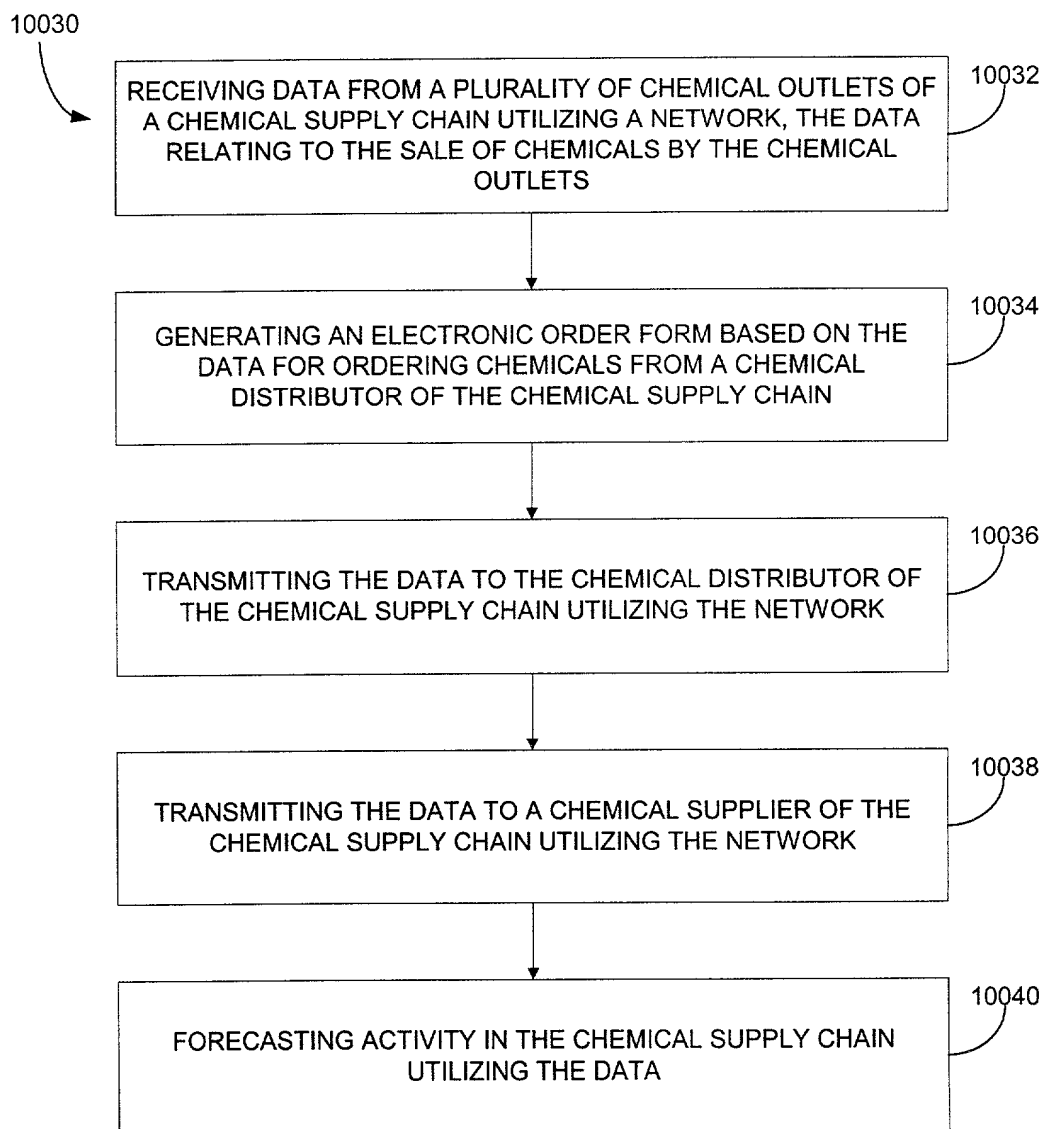 10030
10032
RECEIVING DATA FROM A PLURALITY OF CHEMICAL OUTLETS OF
A CHEMICAL SUPPLY CHAIN UTILIZING A NETWORK, THE DATA
RELATING TO THE SALE OF CHEMICALS BY THE CHEMICAL
OUTLETS
10034
GENERATING AN ELECTRONIC ORDER FORM BASED ON THE
DATA FOR ORDERING CHEMICALS FROM A CHEMICAL
DISTRIBUTOR OF THE CHEMICAL SUPPLY CHAIN
10036
TRANSMITTING THE DATA TO THE CHEMICAL DISTRIBUTOR OF
THE CHEMICAL SUPPLY CHAIN UTILIZING THE NETWORK
10038
TRANSMITTING THE DATA TO A CHEMICAL SUPPLIER OF THE
CHEMICAL SUPPLY CHAIN UTILIZING THE NETWORK
10040
FORECASTING ACTIVITY IN THE CHEMICAL SUPPLY CHAIN
UTILIZING THE DATA